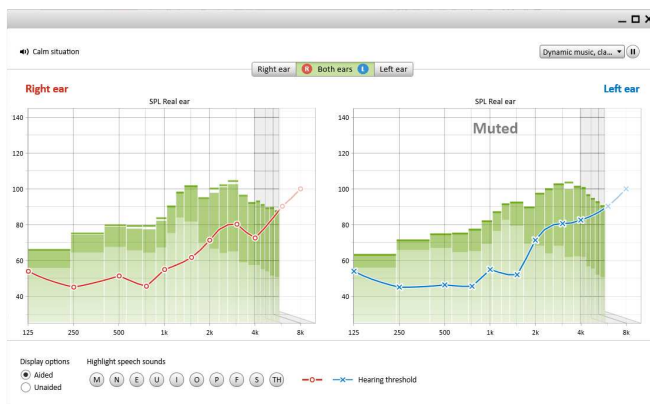 Calm situation
Dynamic music, cla...
Right ear R Both ears L Left ear
Right ear
Left ear
SPL Real ear
SPL Real ear
Muted
140
120
100
80
60
40
125 250 500 1k 2k 4k 8k
140
120
100
80
60
40
125 250 500 1k 2k 4k 8k
Display options
Highlight speech sounds
Aided
Unaided
M N E U I O P F S TH
Hearing threshold